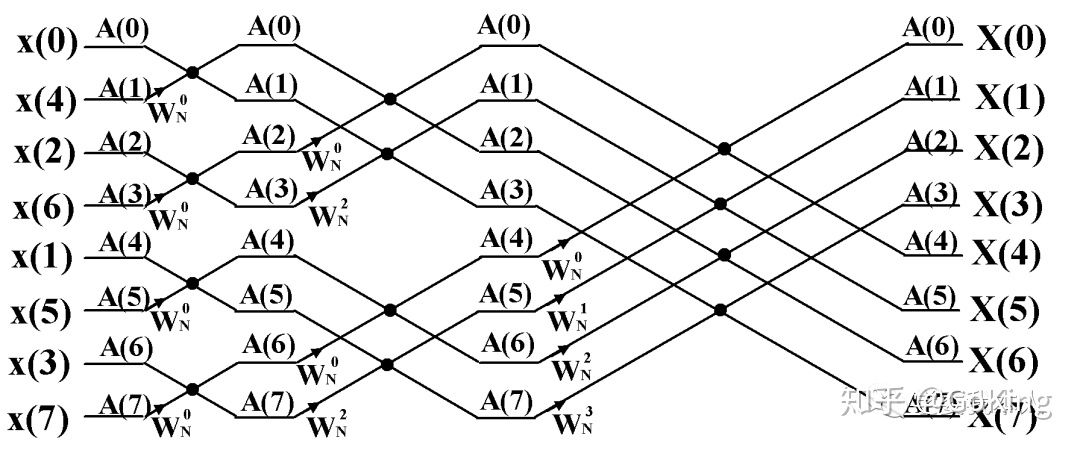 x(0) A(0) A(0) A(0) A(0) X(0)
x(4) A(1) W_N^0 A(1) A(1) A(1) X(1)
x(2) A(2) A(2) W_N^0 A(2) A(2) X(2)
x(6) A(3) W_N^0 A(3) W_N^2 A(3) A(3) X(3)
x(1) A(4) A(4) A(4) W_N^0 A(4) X(4)
x(5) A(5) W_N^0 A(5) A(5) W_N^1 A(5) X(5)
x(3) A(6) A(6) W_N^0 A(6) W_N^2 A(6) X(6)
x(7) A(7) W_N^0 A(7) W_N^2 A(7) W_N^3 X(7)
知乎